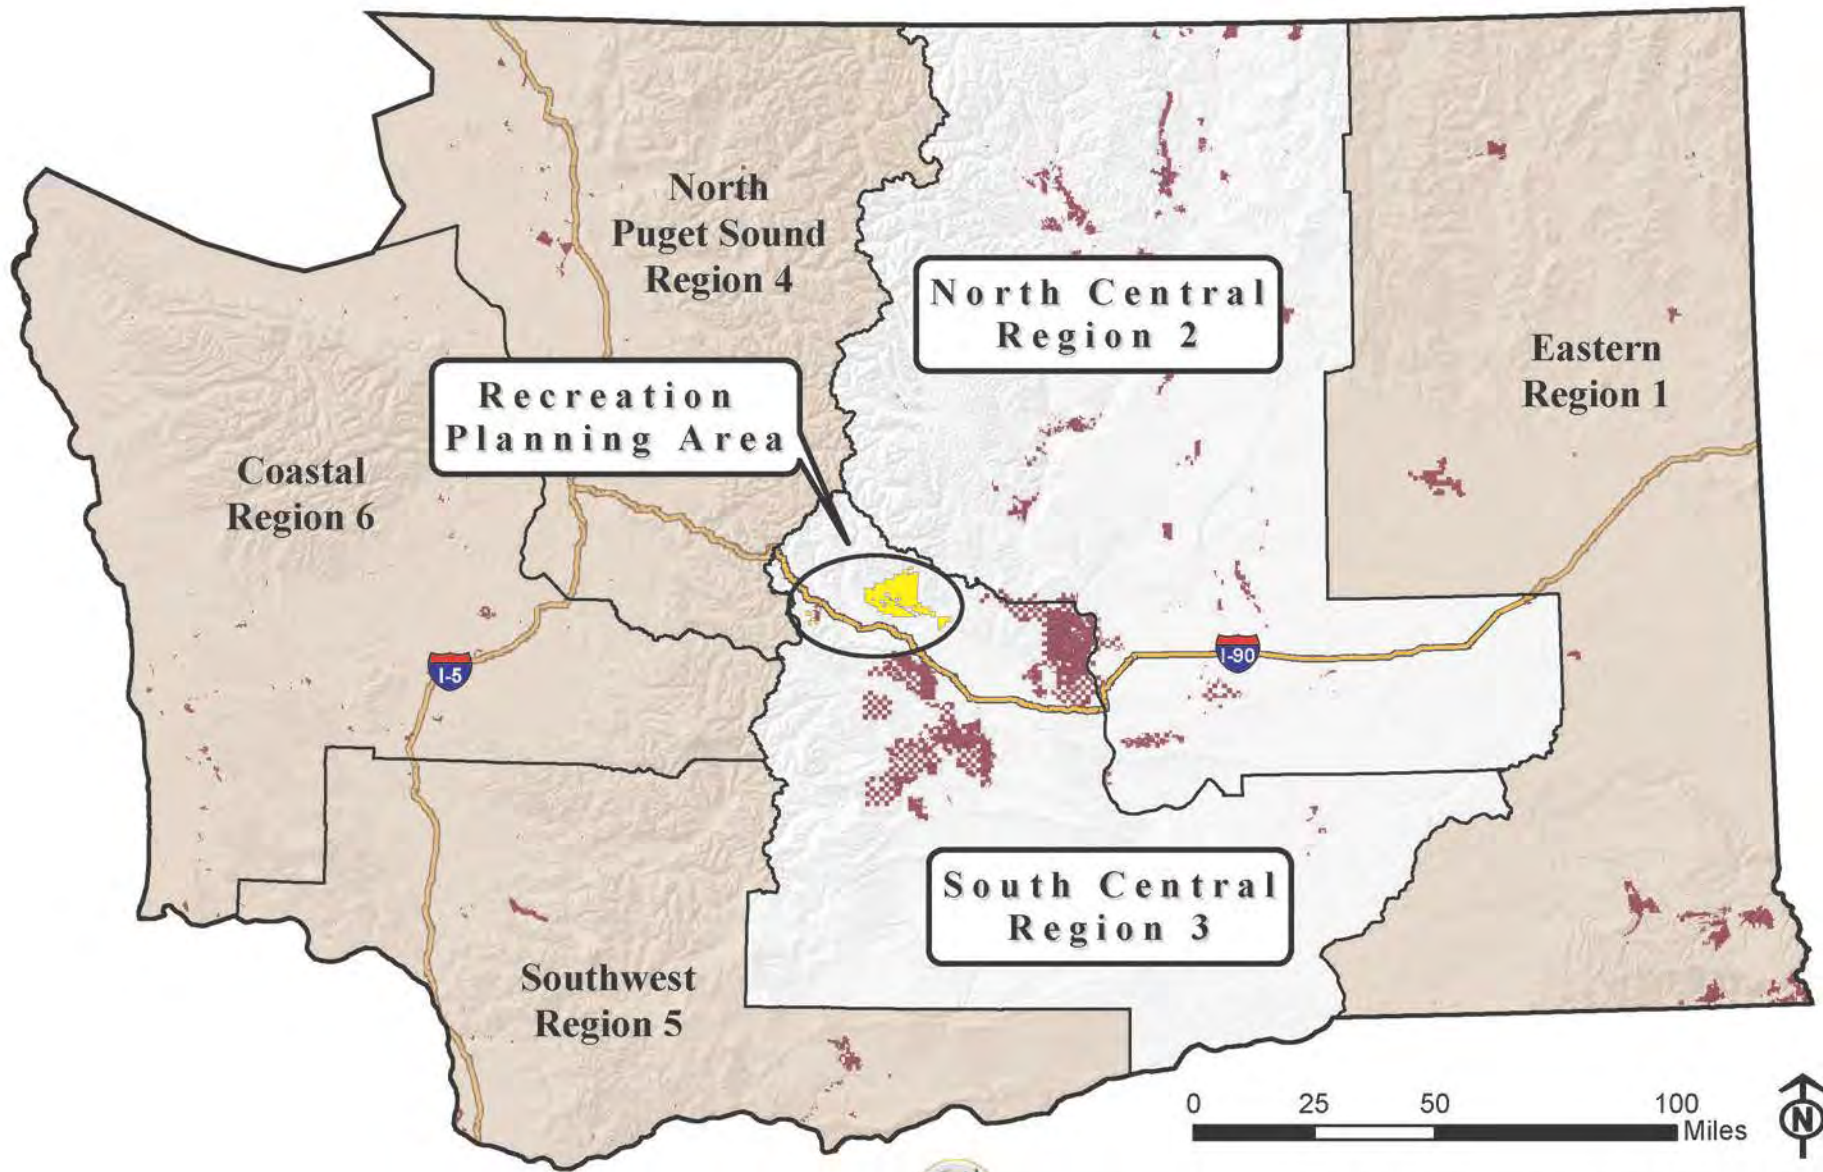 North
Puget Sound
Region 4
North Central
Region 2
Eastern
Region 1
Recreation
Planning Area
Coastal
Region 6
I-5
I-90
South Central
Region 3
Southwest
Region 5
0 25 50 100
Miles
N